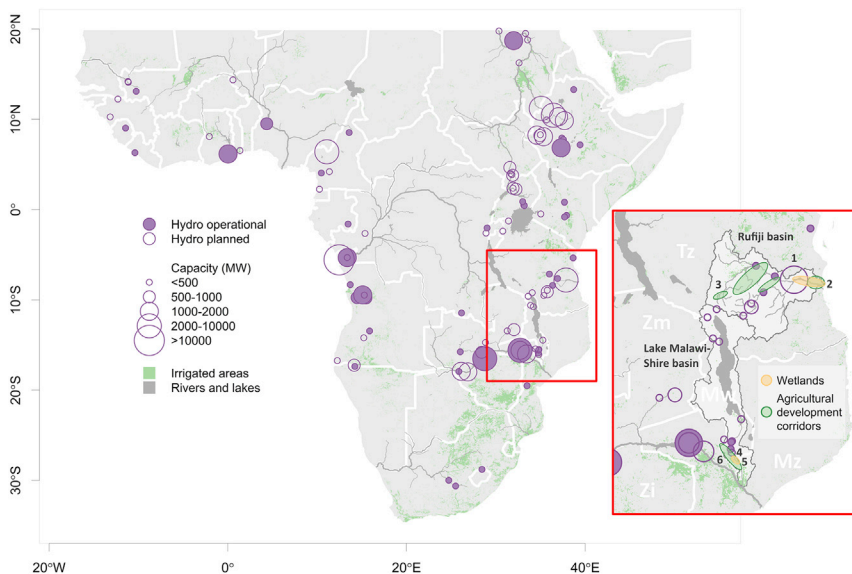 20°N
10°N
0°
10°S
20°S
30°S
20°W
0°
20°E
40°E
Hydro operational
Hydro planned
Capacity (MW)
<500
500-1000
1000-2000
2000-10000
>10000
Irrigated areas
Rivers and lakes
Rufiji basin
Tz
1
2
3
Zm
Lake Malawi-
Shire basin
Mw
Wetlands
Agricultural
development
corridors
4
5
6
Mz
Zi